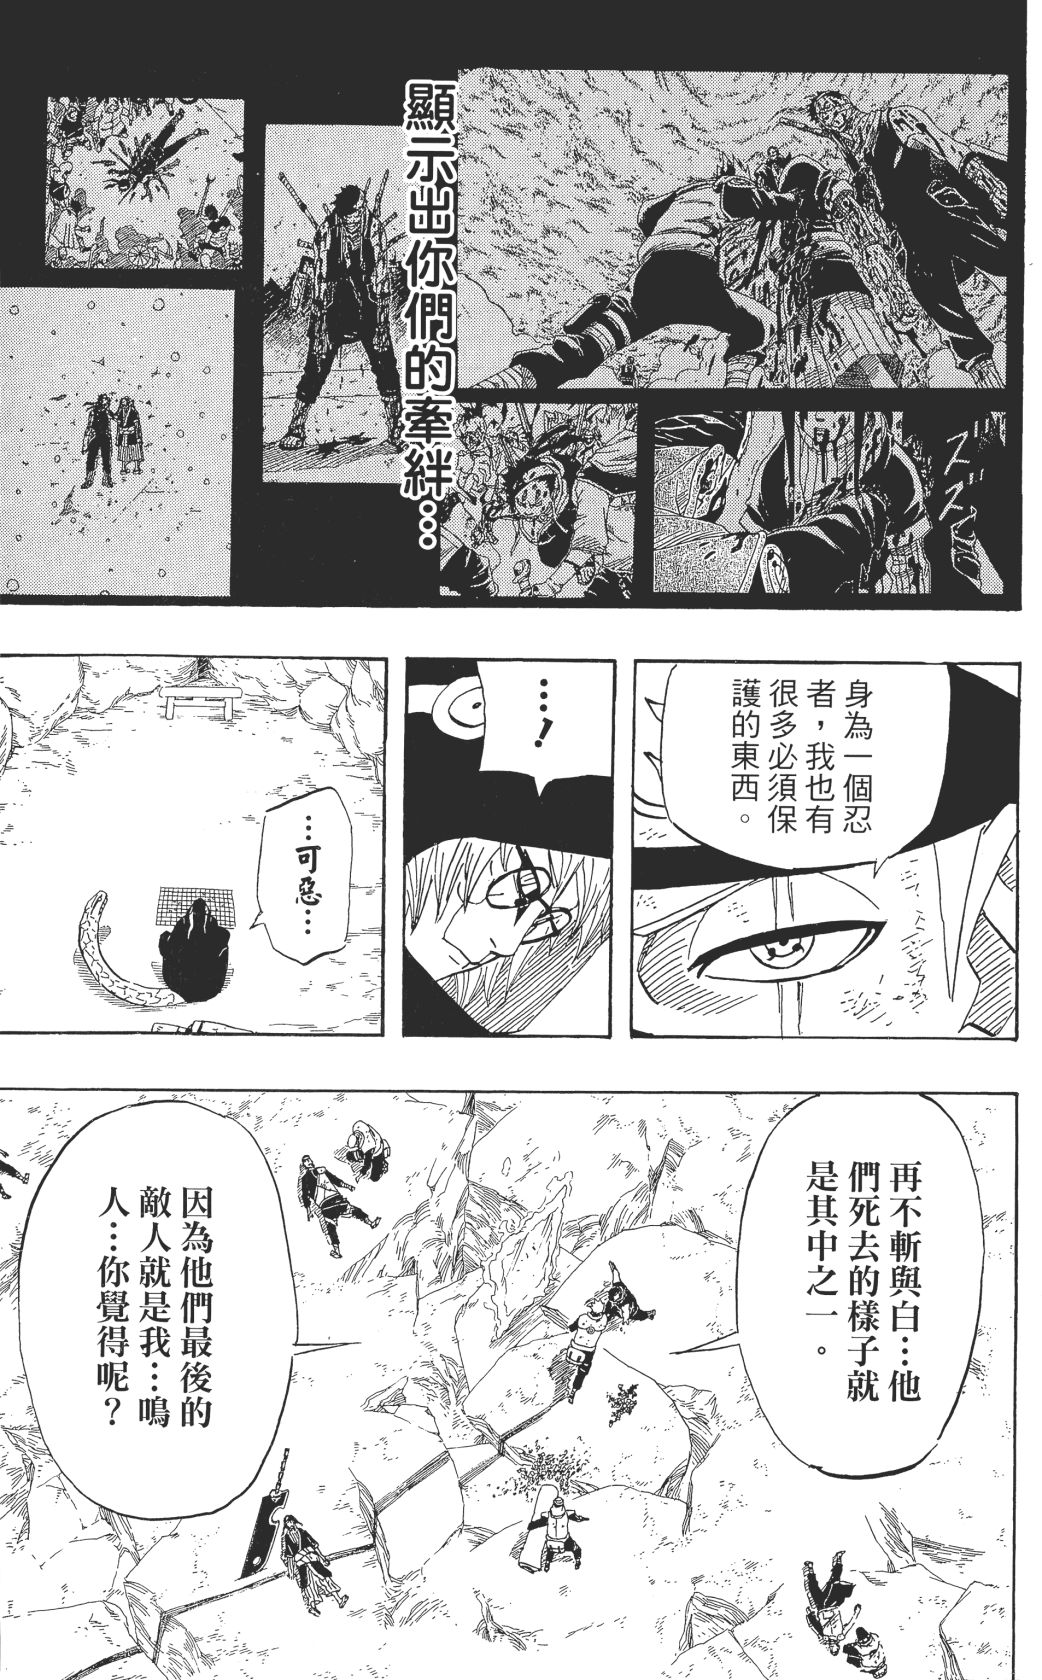 顯示出你們的牽絆…
ズズズ
身為一個忍
者，我也有
很多必須保
護的東西。
…！
…可惡…
再不斬與白…他
們死去的樣子就
是其中之一。
因為他們最後的
敵人就是我…鳴
人…你覺得呢？